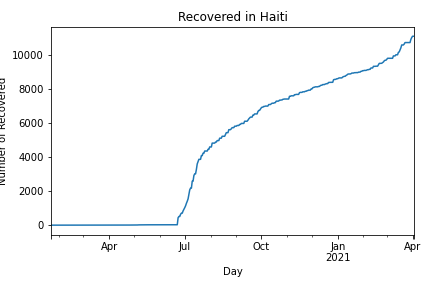 Recovered in Haiti
Number of Recovered
10000
8000
6000
4000
2000
0
Apr
Jul
Oct
Jan
2021
Apr
Day